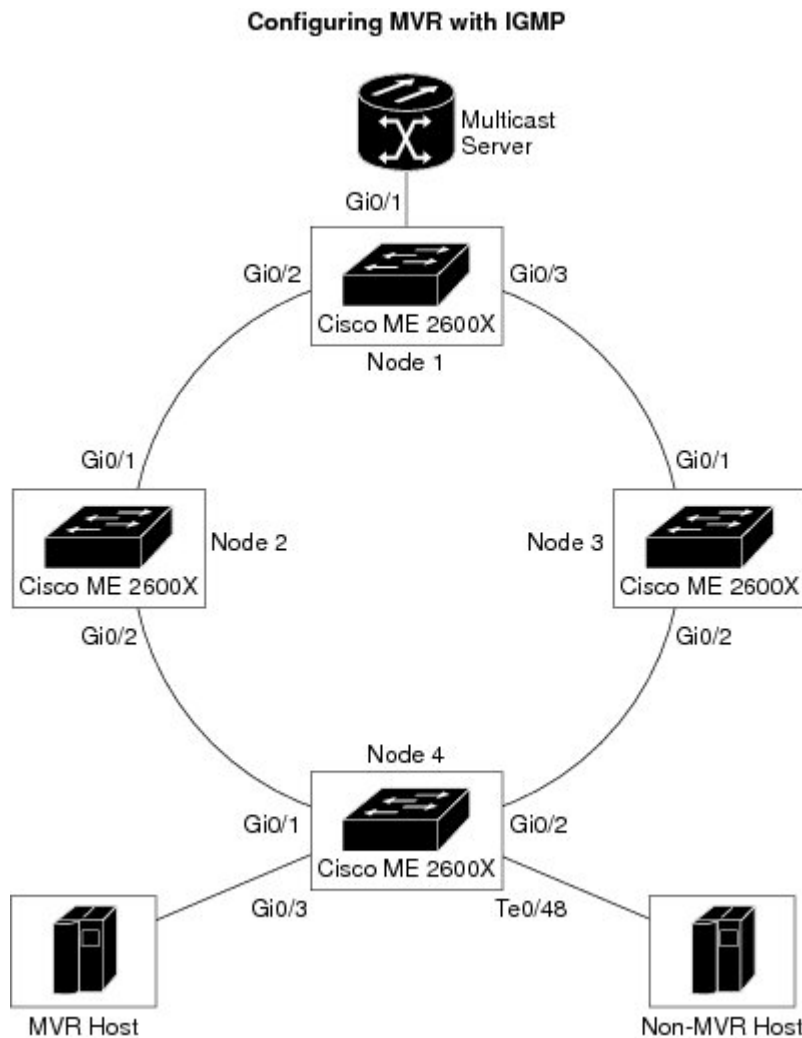 Configuring MVR with IGMP
Multicast
Server
Gi0/1
Gi0/2
Gi0/3
Cisco ME 2600X
Node 1
Gi0/1
Gi0/1
Node 2
Node 3
Cisco ME 2600X
Cisco ME 2600X
Gi0/2
Gi0/2
Node 4
Gi0/1
Gi0/2
Cisco ME 2600X
Gi0/3
Te0/48
MVR Host
Non-MVR Host